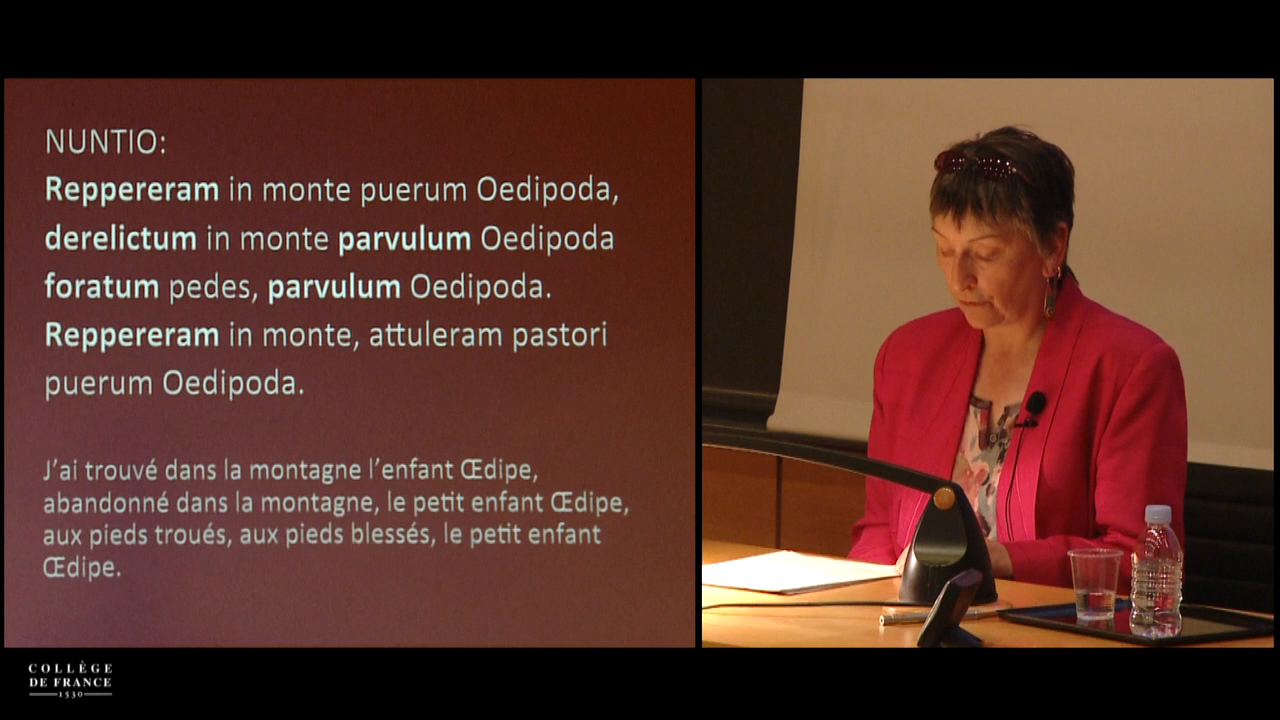 NUNTIO:
Reppereram in monte puerum Oedipoda,
derelictum in monte parvulum Oedipoda
foratum pedes, parvulum Oedipoda.
Reppereram in monte, attuleram pastori
puerum Oedipoda.
J'ai trouvé dans la montagne l'enfant Œdipe,
abandonné dans la montagne, le petit enfant Œdipe,
aux pieds troués, aux pieds blessés, le petit enfant
Œdipe.
COLLÈGE
DE FRANCE
1530